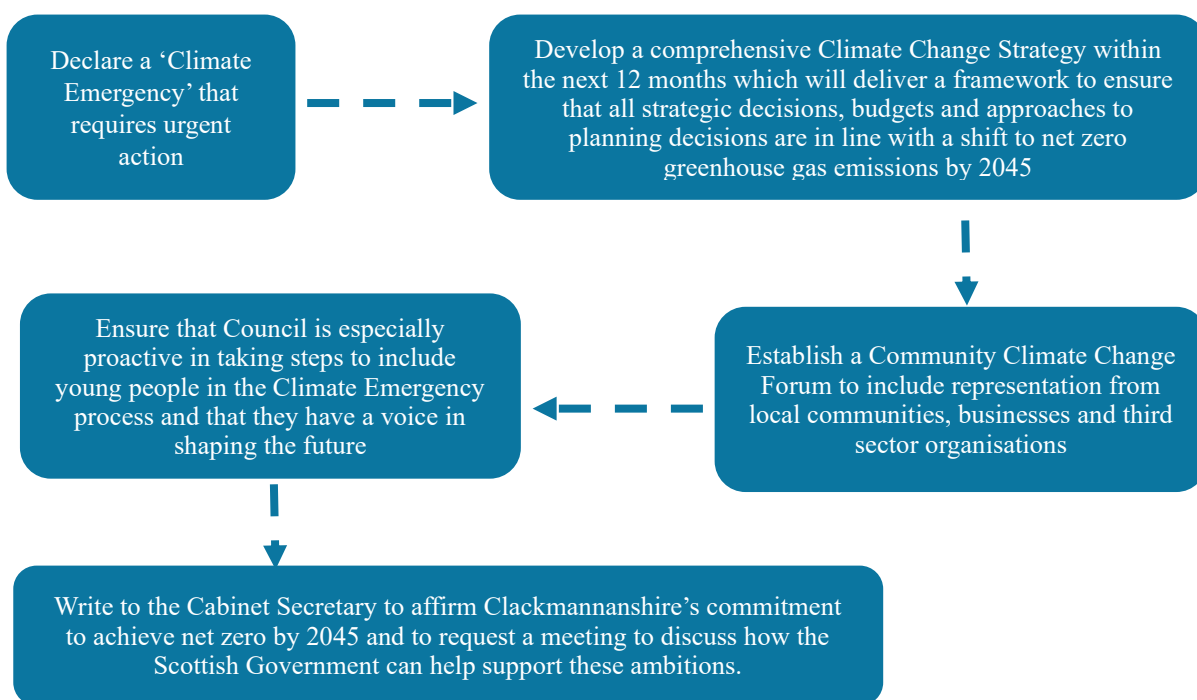 Declare a ‘Climate
Emergency’ that
requires urgent
action
Develop a comprehensive Climate Change Strategy within
the next 12 months which will deliver a framework to ensure
that all strategic decisions, budgets and approaches to
planning decisions are in line with a shift to net zero
greenhouse gas emissions by 2045
Establish a Community Climate Change
Forum to include representation from
local communities, businesses and third
sector organisations
Ensure that Council is especially
proactive in taking steps to include
young people in the Climate Emergency
process and that they have a voice in
shaping the future
Write to the Cabinet Secretary to affirm Clackmannanshire’s commitment
to achieve net zero by 2045 and to request a meeting to discuss how the
Scottish Government can help support these ambitions.